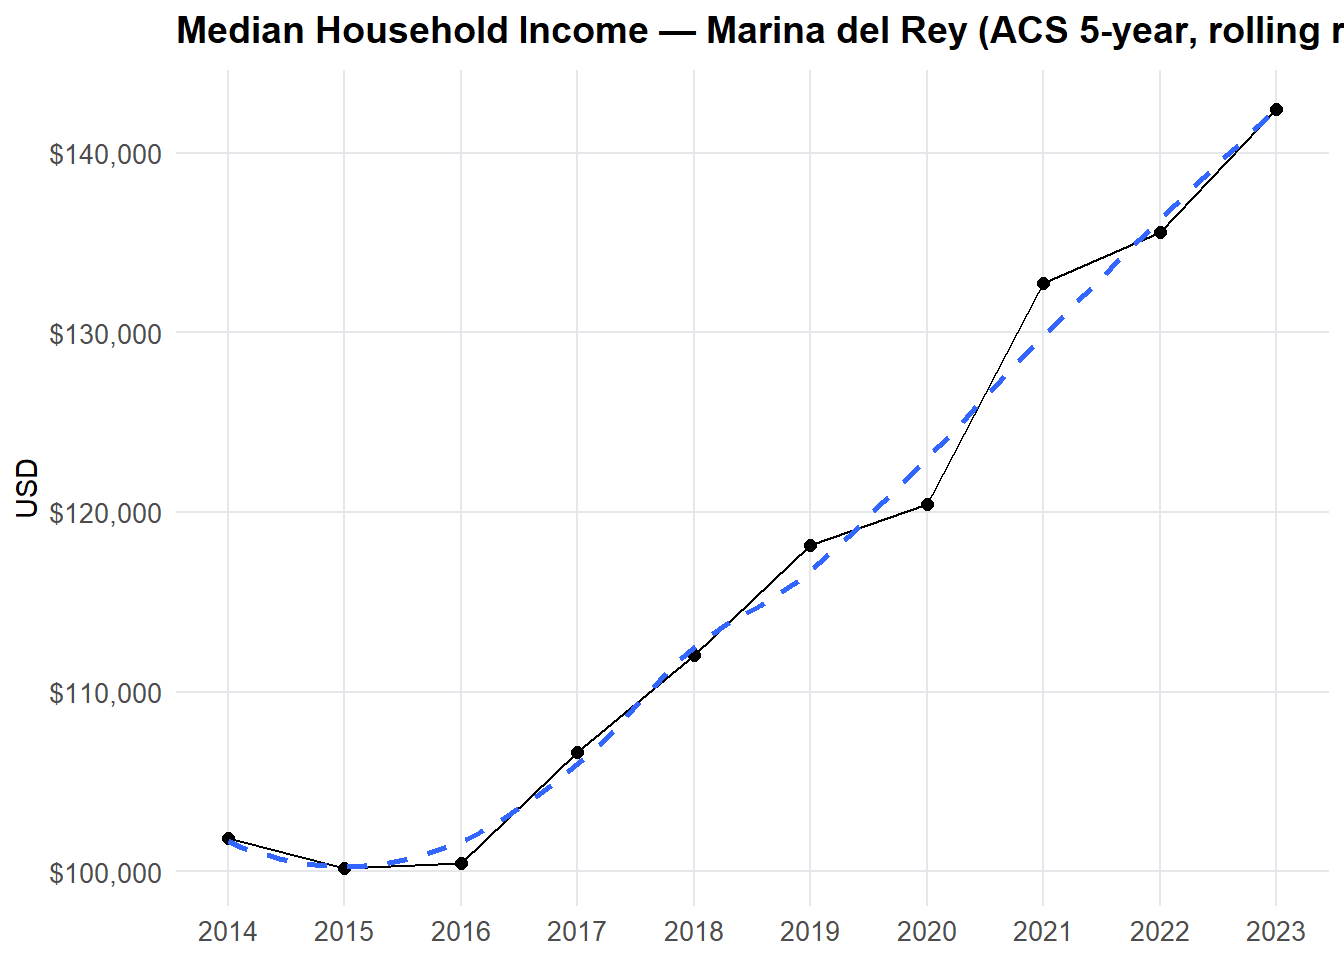 Median Household Income — Marina del Rey (ACS 5-year, rolling
$140,000
$130,000
$120,000
$110,000
$100,000
USD
2014 2015 2016 2017 2018 2019 2020 2021 2022 2023